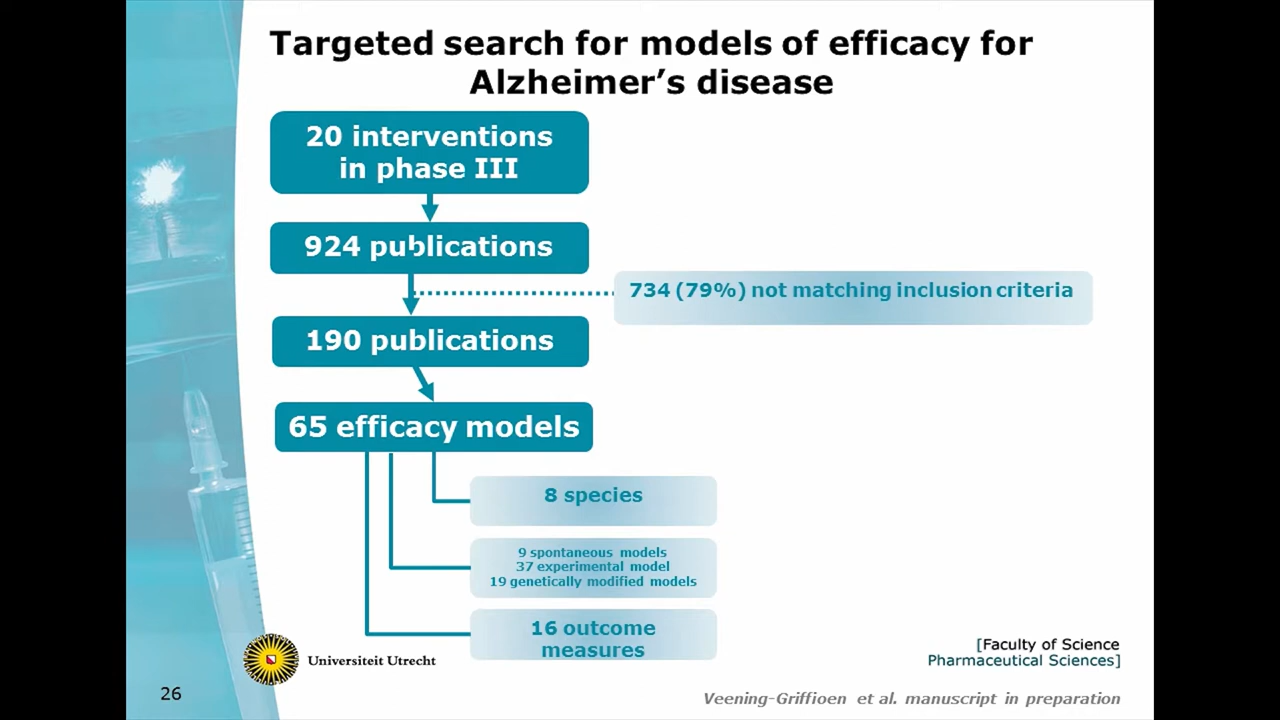 Targeted search for models of efficacy for
Alzheimer’s disease
20 interventions
in phase III
924 publications
734 (79%) not matching inclusion criteria
190 publications
65 efficacy models
8 species
9 spontaneous models
37 experimental model
19 genetically modified models
16 outcome
measures
Universiteit Utrecht
[Faculty of Science
Pharmaceutical Sciences]
26
Veening-Griffioen et al. manuscript in preparation